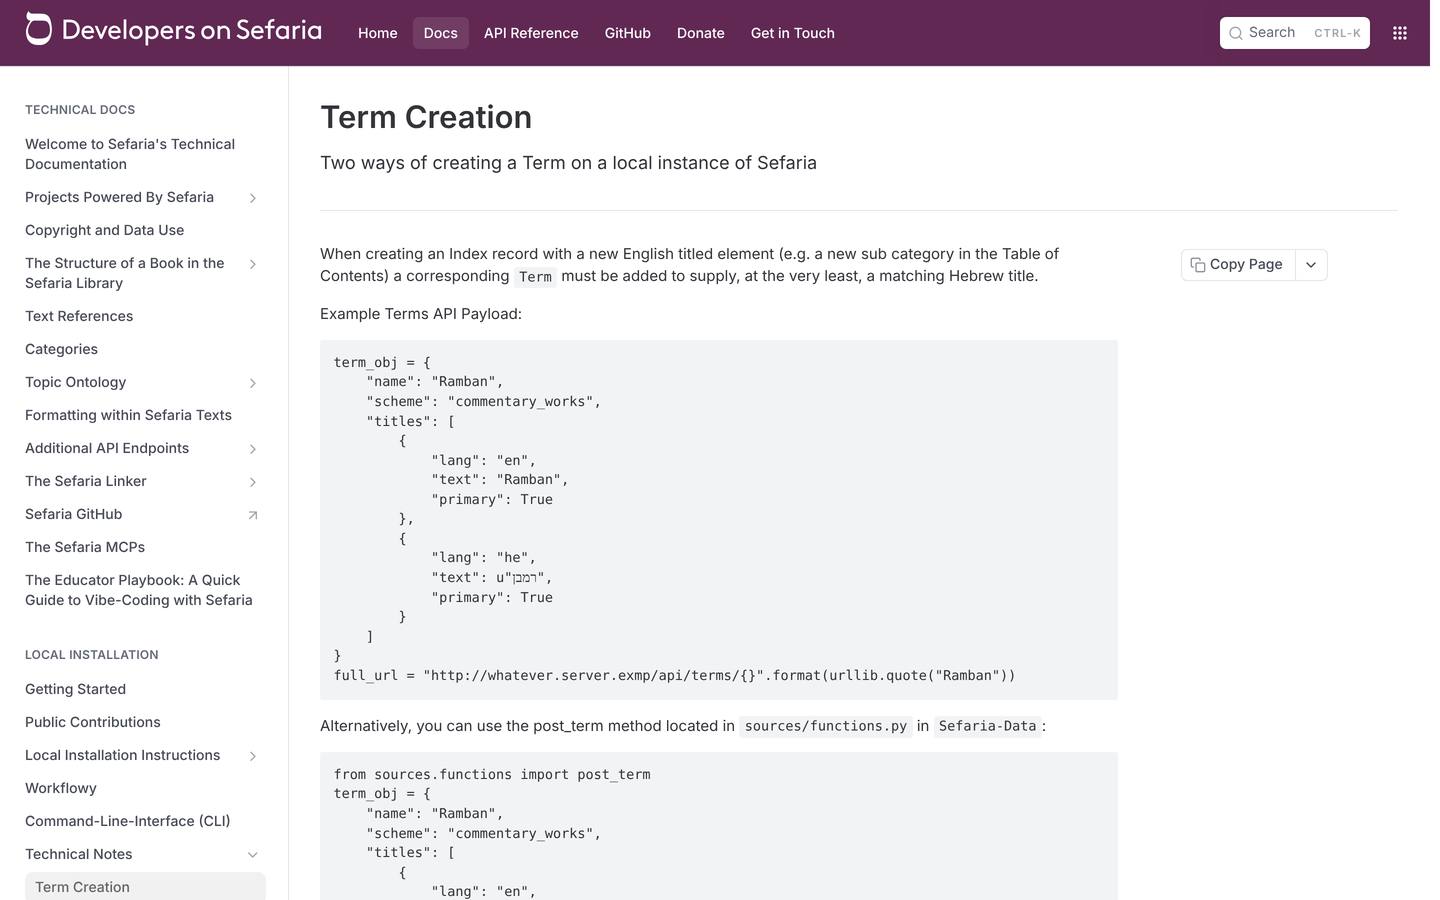 Developers on Sefaria
Home
Docs
API Reference
GitHub
Donate
Get in Touch
Search
CTRL-K
TECHNICAL DOCS
Welcome to Sefaria's Technical
Documentation
Projects Powered By Sefaria
Copyright and Data Use
The Structure of a Book in the
Sefaria Library
Text References
Categories
Topic Ontology
Formatting within Sefaria Texts
Additional API Endpoints
The Sefaria Linker
Sefaria GitHub
The Sefaria MCPs
The Educator Playbook: A Quick
Guide to Vibe-Coding with Sefaria
LOCAL INSTALLATION
Getting Started
Public Contributions
Local Installation Instructions
Workflowy
Command-Line-Interface (CLI)
Technical Notes
Term Creation
Term Creation
Two ways of creating a Term on a local instance of Sefaria
When creating an Index record with a new English titled element (e.g. a new sub category in the Table of
Contents) a corresponding Term must be added to supply, at the very least, a matching Hebrew title.
Copy Page
Example Terms API Payload:
term_obj = {
    "name": "Ramban",
    "scheme": "commentary_works",
    "titles": [
        {
            "lang": "en",
            "text": "Ramban",
            "primary": True
        },
        {
            "lang": "he",
            "text": u"רמבן",
            "primary": True
        }
    ]
}
full_url = "http://whatever.server.exmp/api/terms/{}".format(urllib.quote("Ramban"))
Alternatively, you can use the post_term method located in sources/functions.py in Sefaria-Data:
from sources.functions import post_term
term_obj = {
    "name": "Ramban",
    "scheme": "commentary_works",
    "titles": [
        {
            "lang": "en",